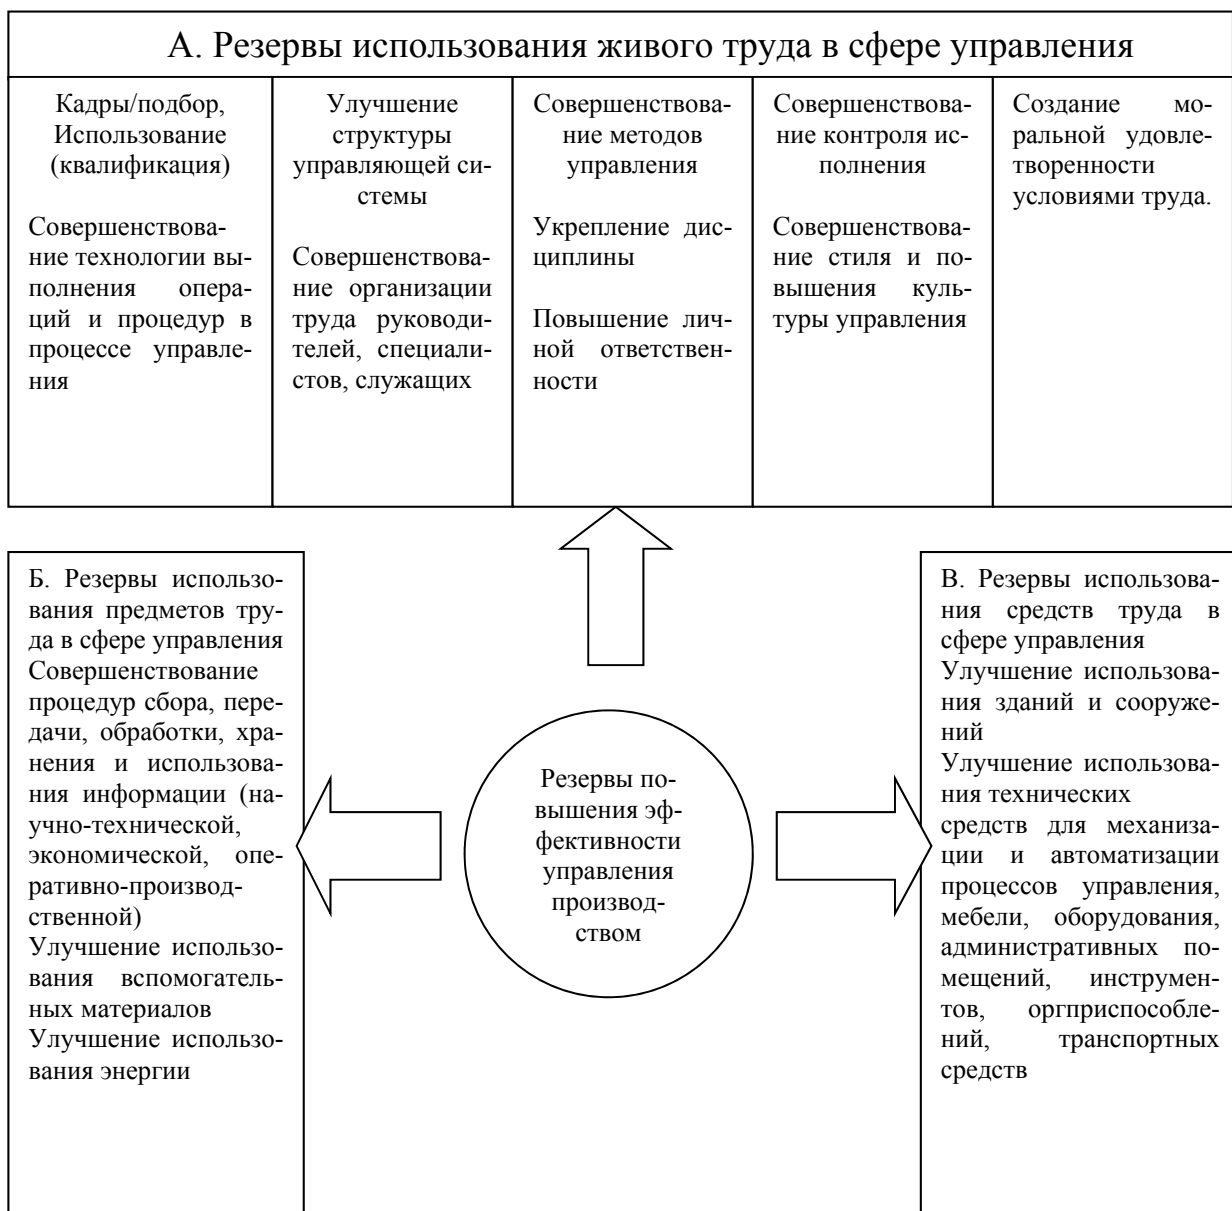 А. Резервы использования живого труда в сфере управления
Кадры/подбор,
Использование
(квалификация)
Совершенствова-
ние технологии вы-
полнения опера-
ций и процедур в
процессе управле-
ния
Улучшение
структуры
управляющей си-
стемы
Совершенствова-
ние организации
труда руководи-
телей, специали-
стов, служащих
Совершенствова-
ние методов
управления
Укрепление дис-
циплины
Повышение лич-
ной ответствен-
ности
Совершенствова-
ние контроля ис-
полнения
Совершенствова-
ние стиля и по-
вышения куль-
туры управления
Создание мо-
ральной удовле-
творенности
условиями труда.
Б. Резервы использо-
вания предметов тру-
да в сфере управления
Совершенствование
процедур сбора, пере-
дачи, обработки, хра-
нения и использова-
ния информации (на-
учно-технической,
экономической, опе-
ративно-производ-
ственной)
Улучшение использо-
вания вспомогатель-
ных материалов
Улучшение использо-
вания энергии
Резервы по-
вышения эф-
фективности
управления
производ-
ством
В. Резервы использова-
ния средств труда в
сфере управления
Улучшение использова-
ния зданий и сооруже-
ний
Улучшение использова-
ния технических
средств для механиза-
ции и автоматизации
процессов управления,
мебели, оборудования,
административных по-
мещений, инструмен-
тов, оргприспособле-
ний, транспортных
средств